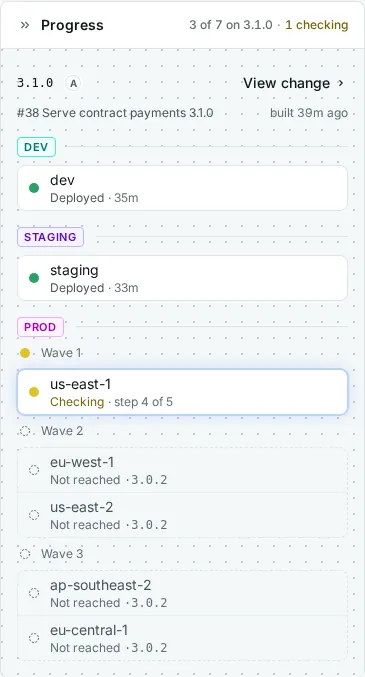 » Progress 3 of 7 on 3.1.0 · 1 checking
3.1.0 A View change ›
#38 Serve contract payments 3.1.0 built 39m ago
DEV
dev
Deployed · 35m
STAGING
staging
Deployed · 33m
PROD
Wave 1
us-east-1
Checking · step 4 of 5
Wave 2
eu-west-1
Not reached ·3.0.2
us-east-2
Not reached ·3.0.2
Wave 3
ap-southeast-2
Not reached ·3.0.2
eu-central-1
Not reached ·3.0.2